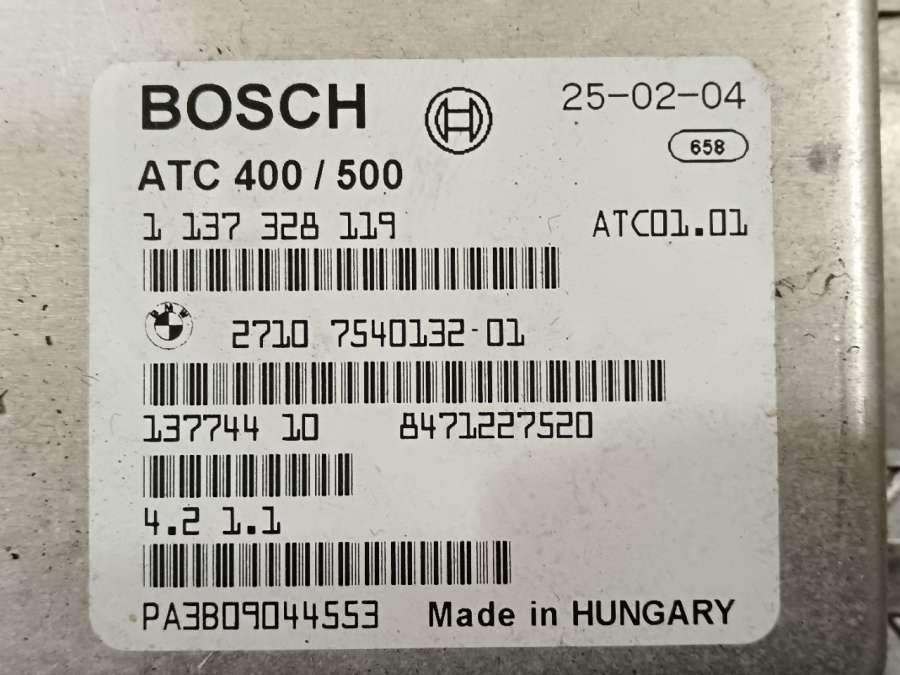 BOSCH
25-02-04
658
ATC 400 / 500
1 137 328 119
ATC01.01
BMW
2710 7540132-01
137744 10 8471227520
4.2 1.1
PA3B09044553
Made in HUNGARY